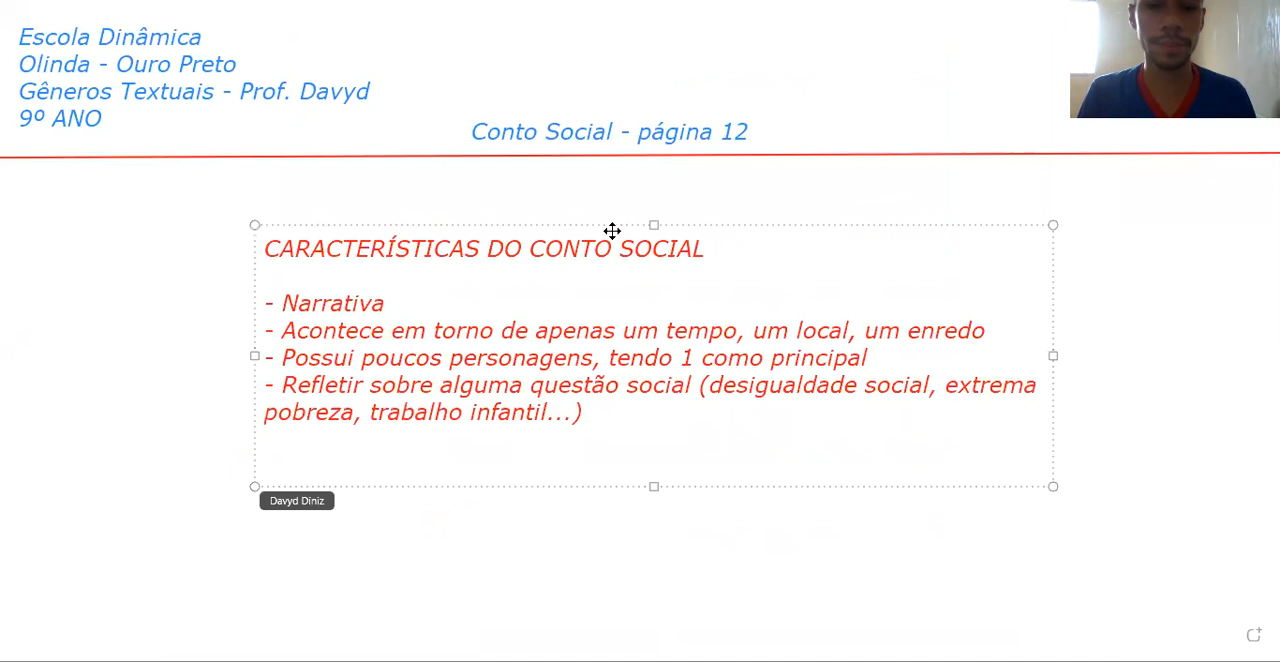 Escola Dinâmica
Olinda - Ouro Preto
Gêneros Textuais - Prof. Davyd
9º ANO
Conto Social - página 12
CARACTERÍSTICAS DO CONTO SOCIAL
- Narrativa
- Acontece em torno de apenas um tempo, um local, um enredo
- Possui poucos personagens, tendo 1 como principal
- Refletir sobre alguma questão social (desigualdade social, extrema
pobreza, trabalho infantil...)
Davyd Diniz